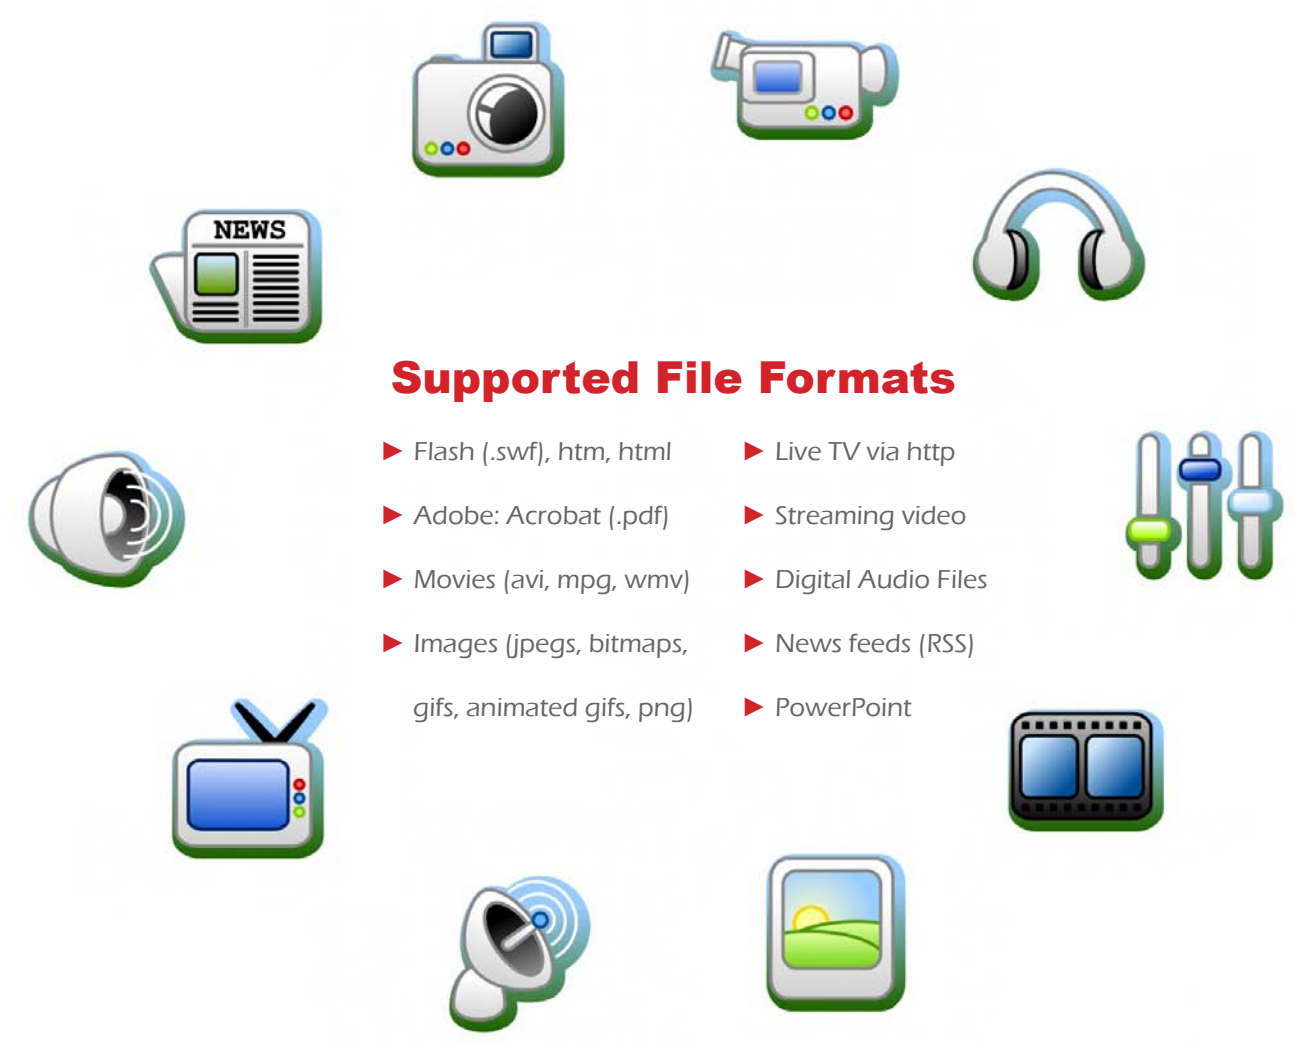 NEWS
Supported File Formats
► Flash (.swf), htm, html
► Adobe: Acrobat (.pdf)
► Movies (avi, mpg, wmv)
► Images (jpegs, bitmaps,
gifs, animated gifs, png)
► Live TV via http
► Streaming video
► Digital Audio Files
► News feeds (RSS)
► PowerPoint